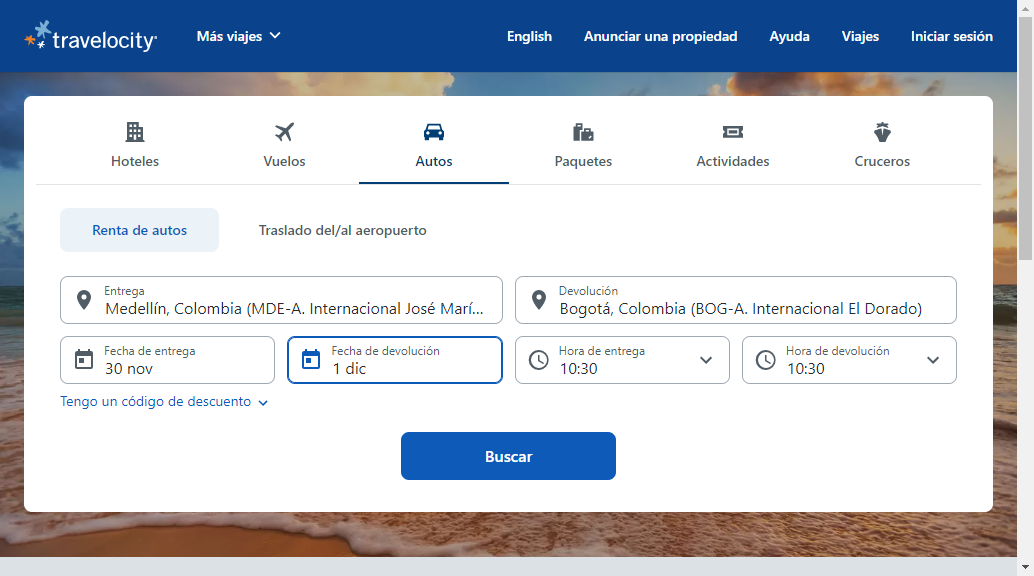 travelocity
Más viajes
English
Anunciar una propiedad
Ayuda
Viajes
Iniciar sesión
Hoteles
Vuelos
Autos
Paquetes
Actividades
Cruceros
Renta de autos
Traslado del/al aeropuerto
Entrega
Medellín, Colombia (MDE-A. Internacional José Marí...
Devolución
Bogotá, Colombia (BOG-A. Internacional El Dorado)
Fecha de entrega
30 nov
Fecha de devolución
1 dic
Hora de entrega
10:30
Hora de devolución
10:30
Tengo un código de descuento
Buscar